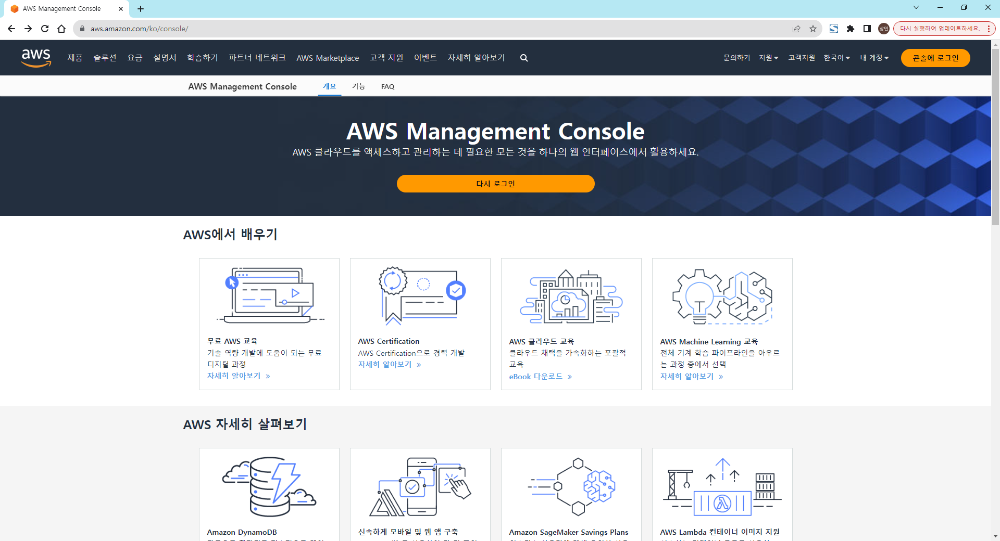 AWS Management Console
aws.amazon.com/ko/console/
상민
다시 실행하여 업데이트하세요.
aws
제품 솔루션 요금 설명서 학습하기 파트너 네트워크 AWS Marketplace 고객 지원 이벤트 자세히 알아보기
문의하기 지원 고객지원 한국어 내 계정 콘솔에 로그인
AWS Management Console 개요 기능 FAQ
AWS Management Console
AWS 클라우드를 액세스하고 관리하는 데 필요한 모든 것을 하나의 웹 인터페이스에서 활용하세요.
다시 로그인
AWS에서 배우기
무료 AWS 교육
기술 역량 개발에 도움이 되는 무료
디지털 과정
자세히 알아보기 »
AWS Certification
AWS Certification으로 경력 개발
자세히 알아보기 »
AWS 클라우드 교육
클라우드 채택을 가속화하는 포괄적
교육
eBook 다운로드 »
AWS Machine Learning 교육
전체 기계 학습 파이프라인을 아우르
는 과정 중에서 선택
자세히 알아보기 »
AWS 자세히 살펴보기
Amazon DynamoDB
신속하게 모바일 및 웹 앱 구축
Amazon SageMaker Savings Plans
AWS Lambda 컨테이너 이미지 지원